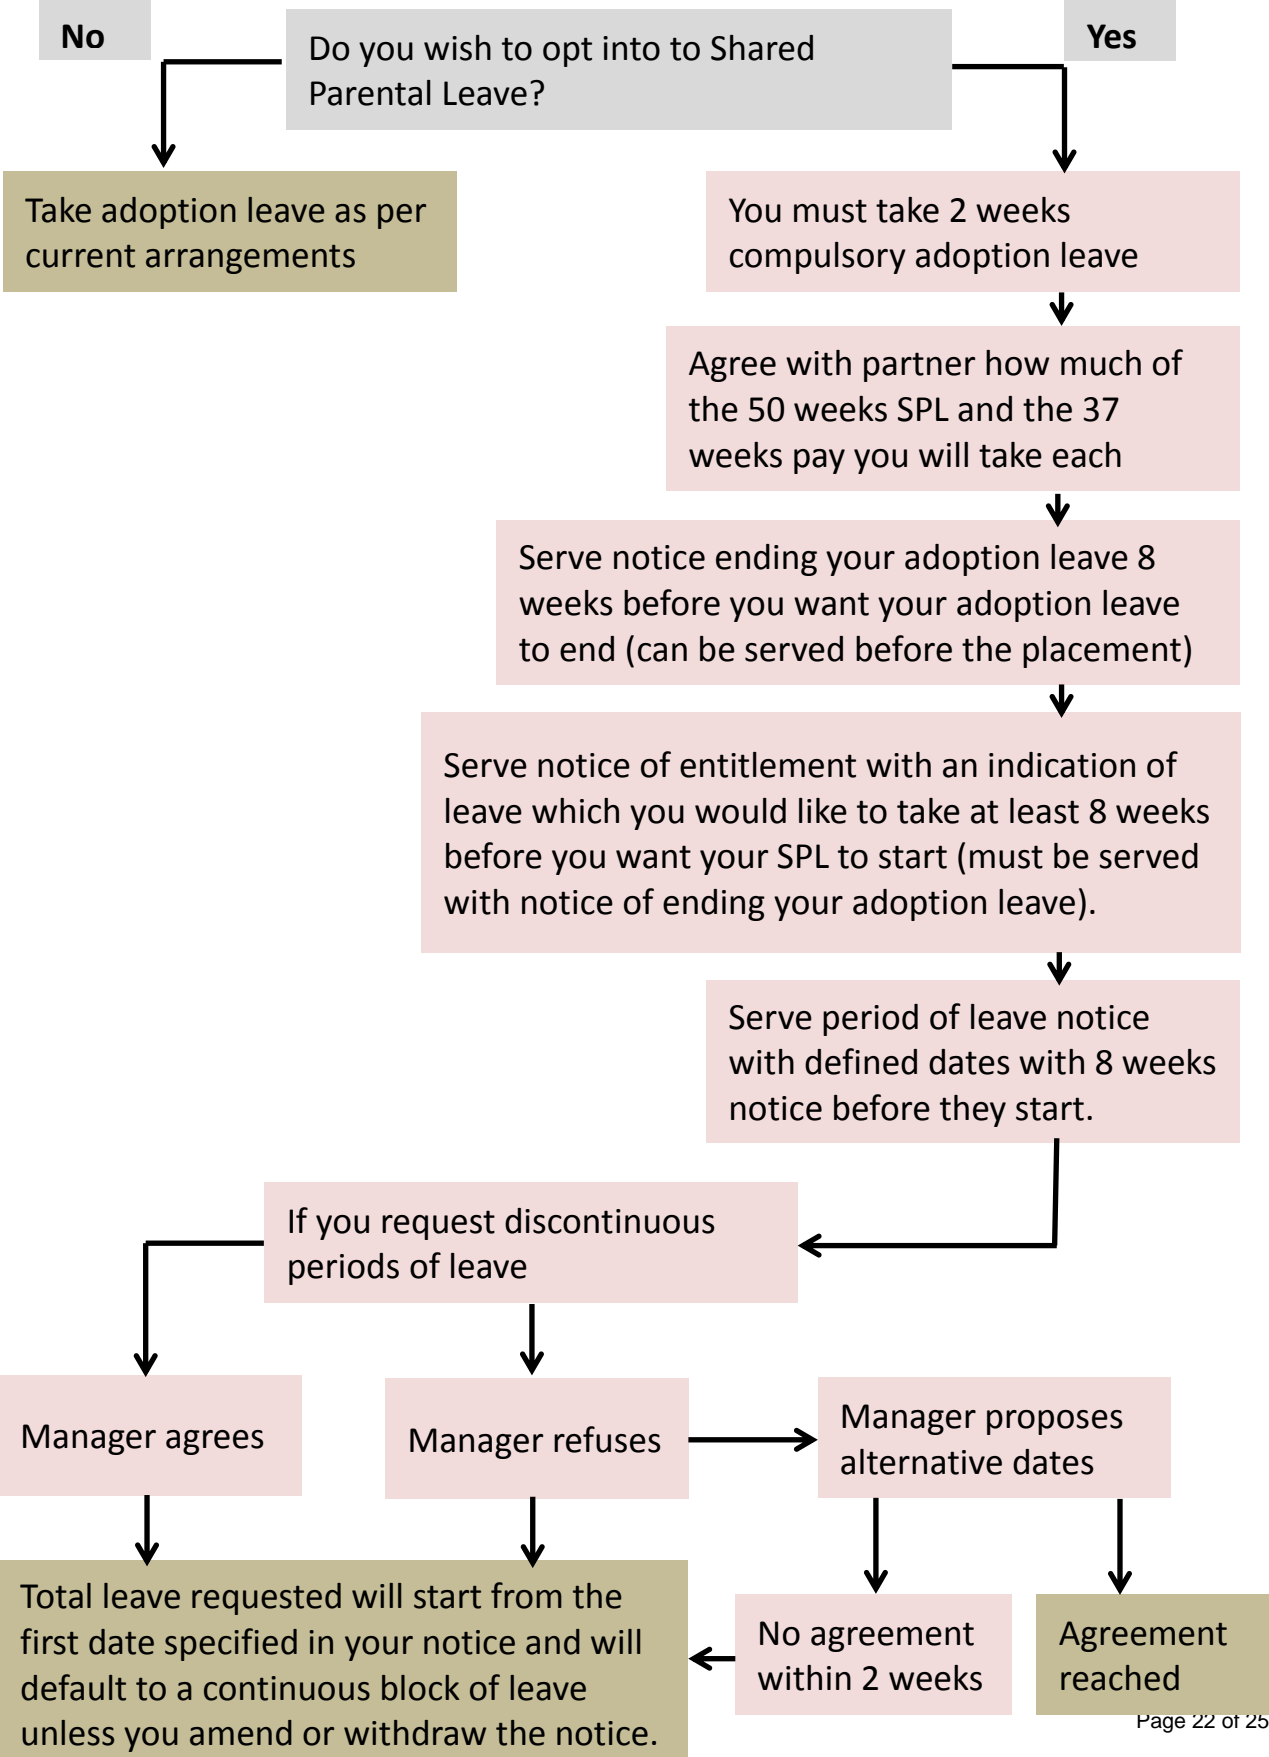 No
Do you wish to opt into to Shared
Parental Leave?
Yes
Take adoption leave as per
current arrangements
You must take 2 weeks
compulsory adoption leave
Agree with partner how much of
the 50 weeks SPL and the 37
weeks pay you will take each
Serve notice ending your adoption leave 8
weeks before you want your adoption leave
to end (can be served before the placement)
Serve notice of entitlement with an indication of
leave which you would like to take at least 8 weeks
before you want your SPL to start (must be served
with notice of ending your adoption leave).
Serve period of leave notice
with defined dates with 8 weeks
notice before they start.
If you request discontinuous
periods of leave
Manager agrees
Manager refuses
Manager proposes
alternative dates
Total leave requested will start from the
first date specified in your notice and will
default to a continuous block of leave
unless you amend or withdraw the notice.
No agreement
within 2 weeks
Agreement
reached
Page 22 of 25